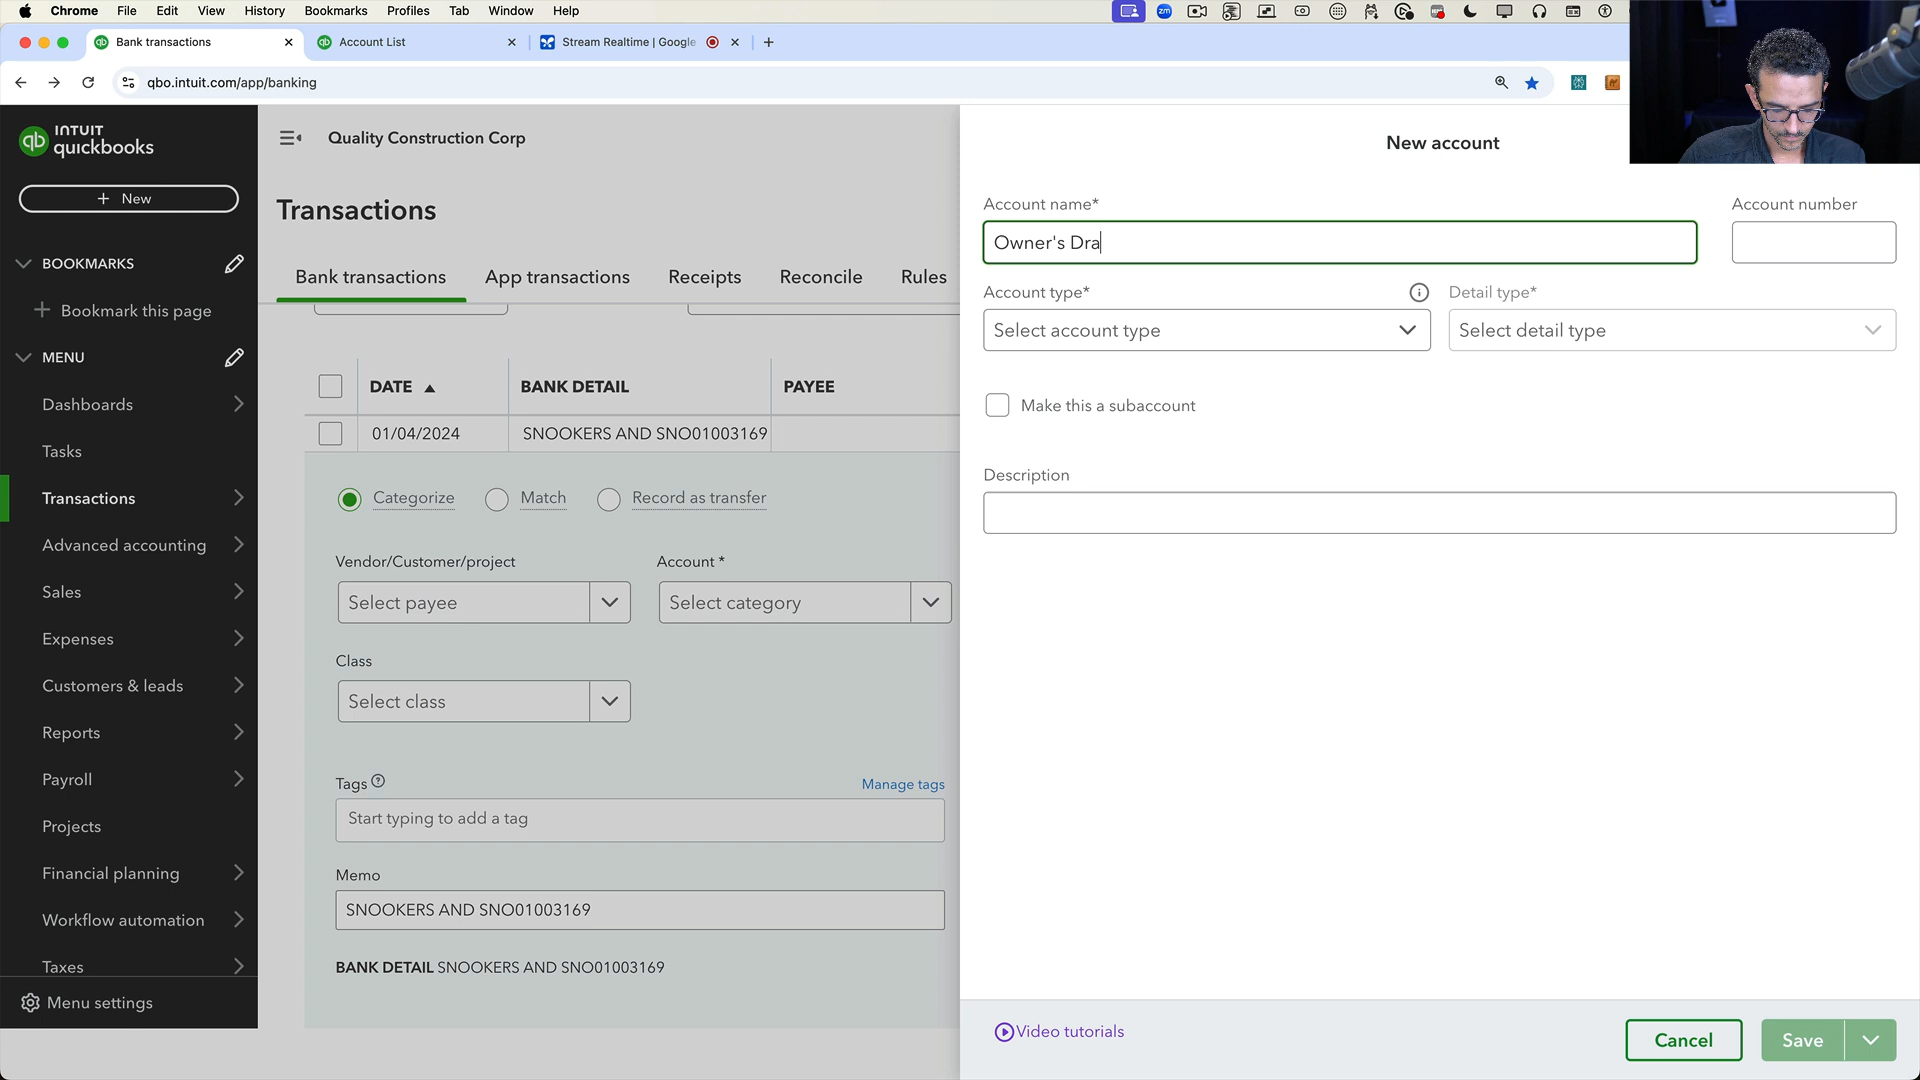 Chrome File Edit View History Bookmarks Profiles Tab Window Help
Bank transactions
Account List
Stream Realtime | Google
qbo.intuit.com/app/banking
INTUIT
quickbooks
New
BOOKMARKS
Bookmark this page
MENU
Dashboards
Tasks
Transactions
Advanced accounting
Sales
Expenses
Customers & leads
Reports
Payroll
Projects
Financial planning
Workflow automation
Taxes
Menu settings
Quality Construction Corp
Transactions
Bank transactions App transactions Receipts Reconcile Rules
DATE BANK DETAIL PAYEE
01/04/2024 SNOOKERS AND SNO01003169
Categorize Match Record as transfer
Vendor/Customer/project Account *
Select payee Select category
Class
Select class
Tags
Manage tags
Start typing to add a tag
Memo
SNOOKERS AND SNO01003169
BANK DETAIL SNOOKERS AND SNO01003169
New account
Account name* Account number
Owner's Dra
Account type* Detail type*
Select account type Select detail type
Make this a subaccount
Description
Video tutorials
Cancel Save